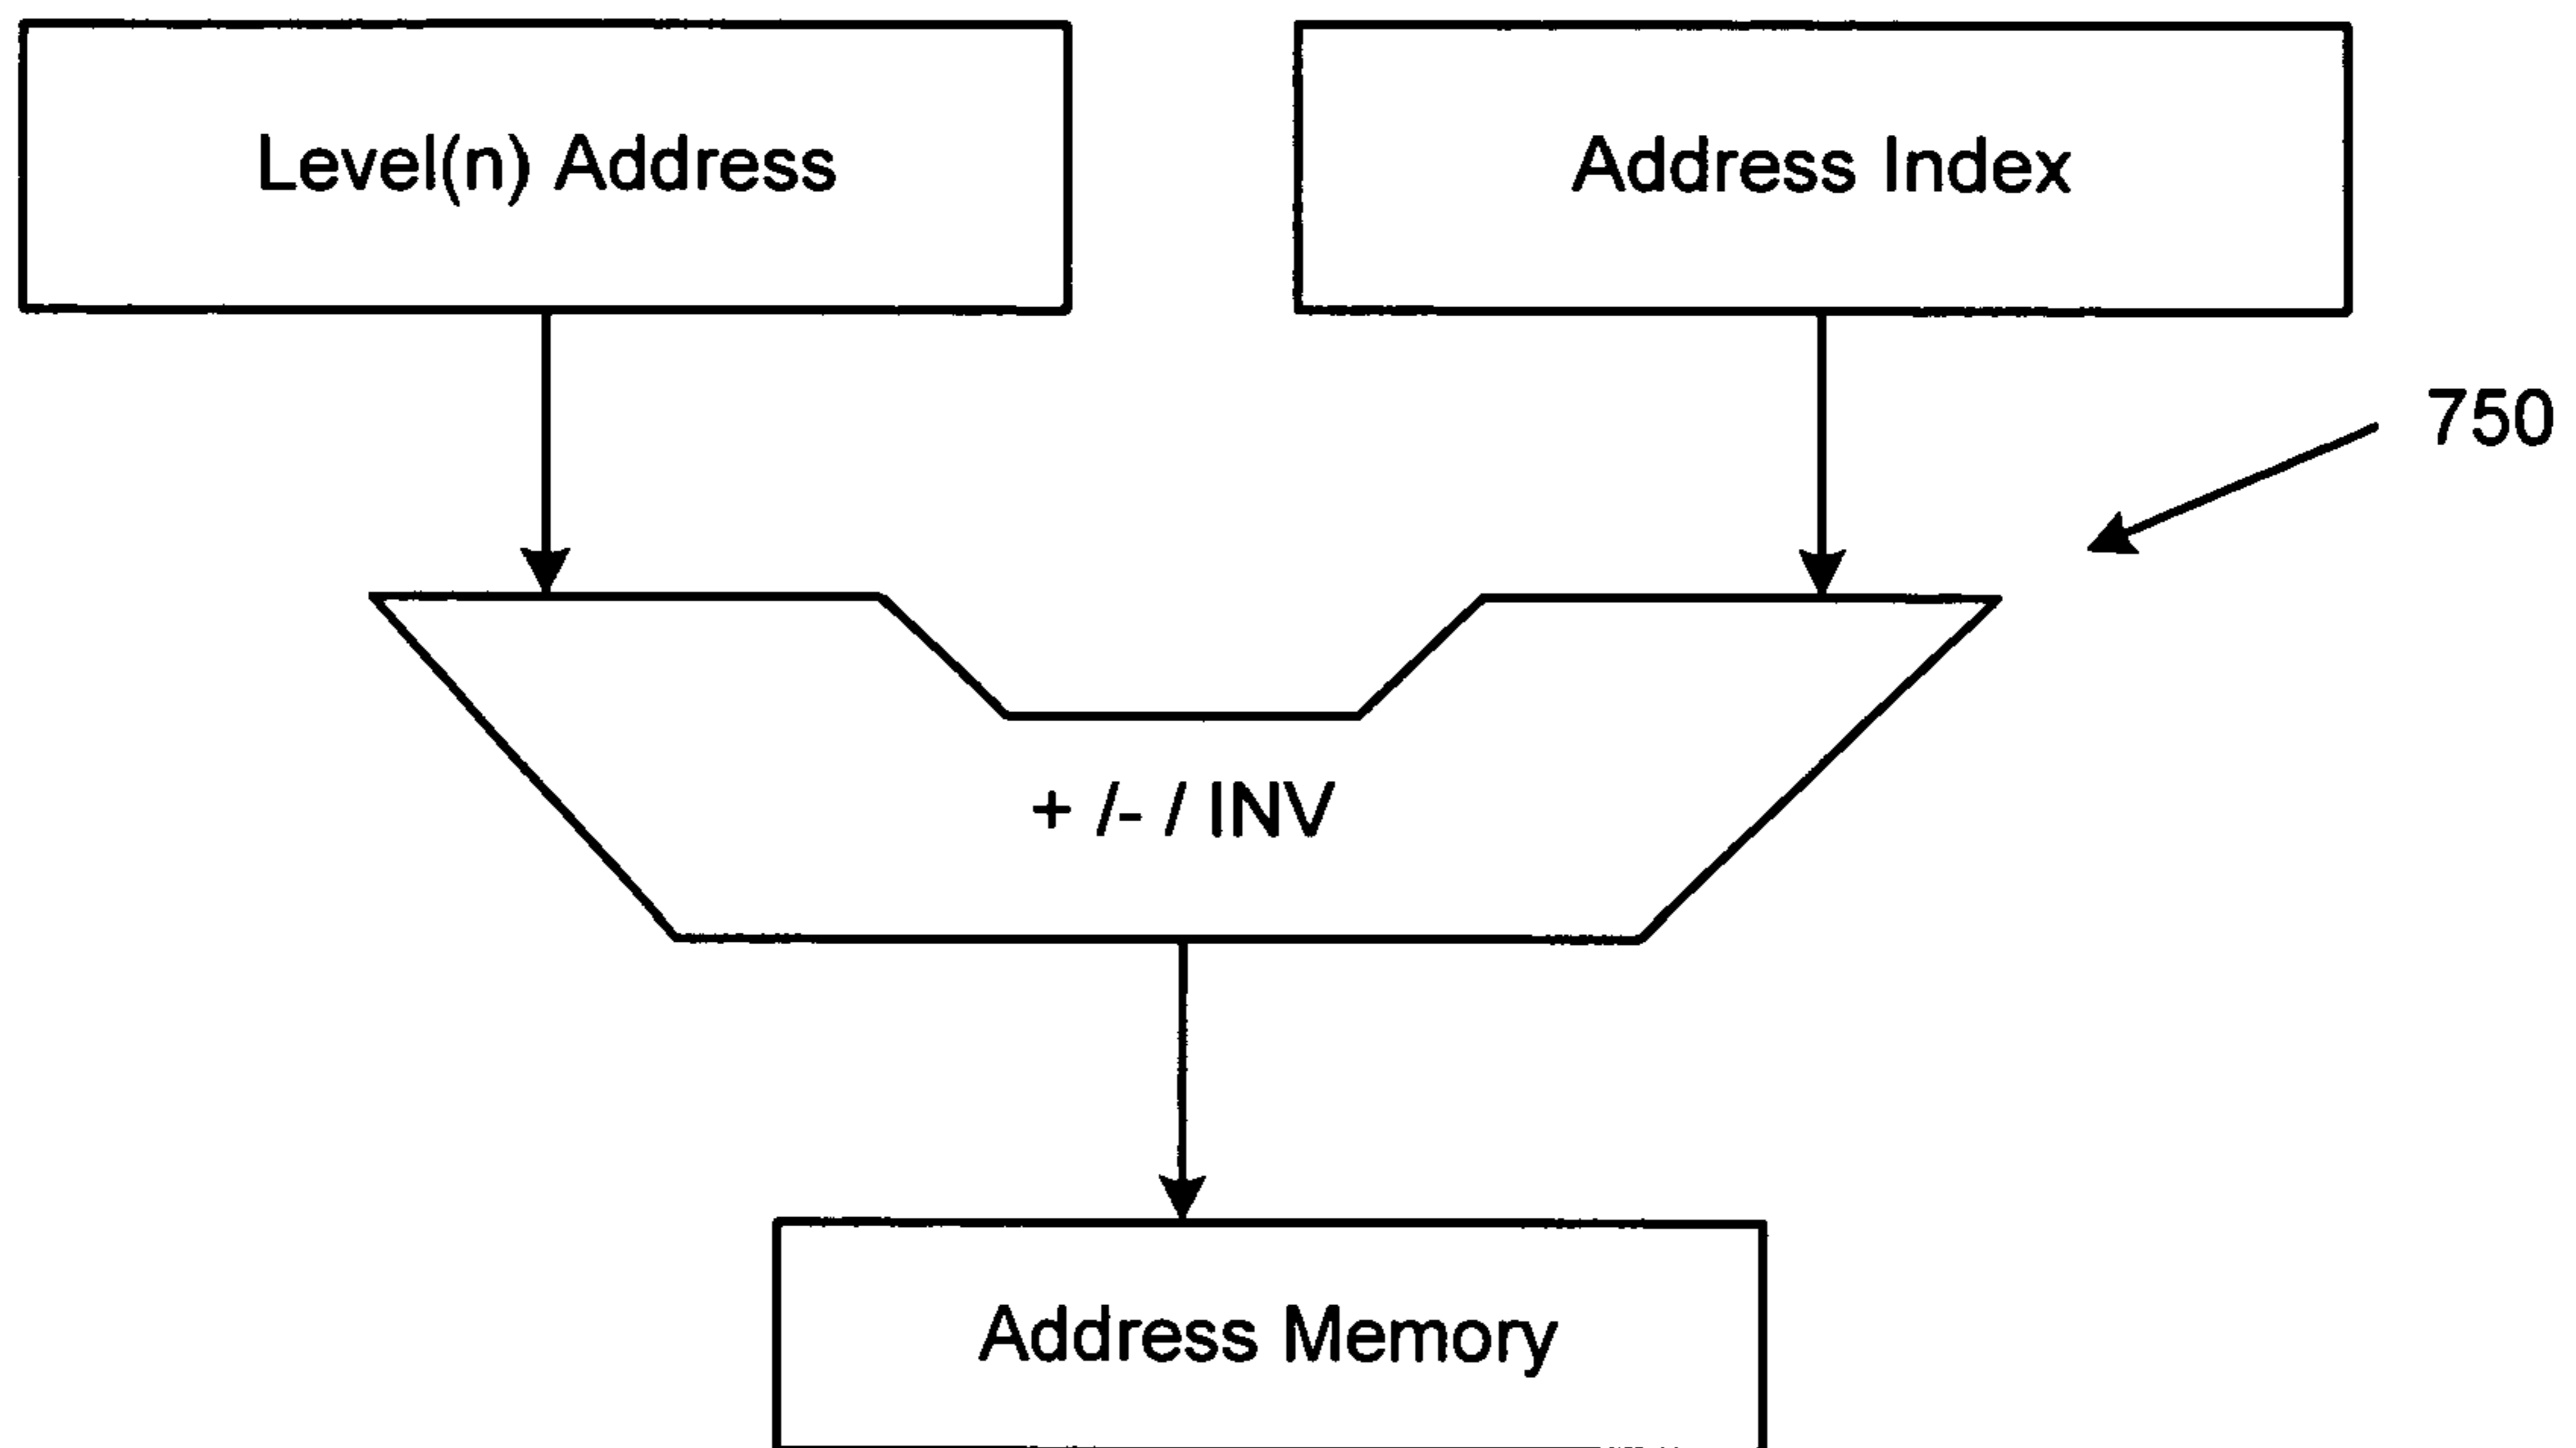 Level(n) Address
Address Index
750
+ /- / INV
Address Memory